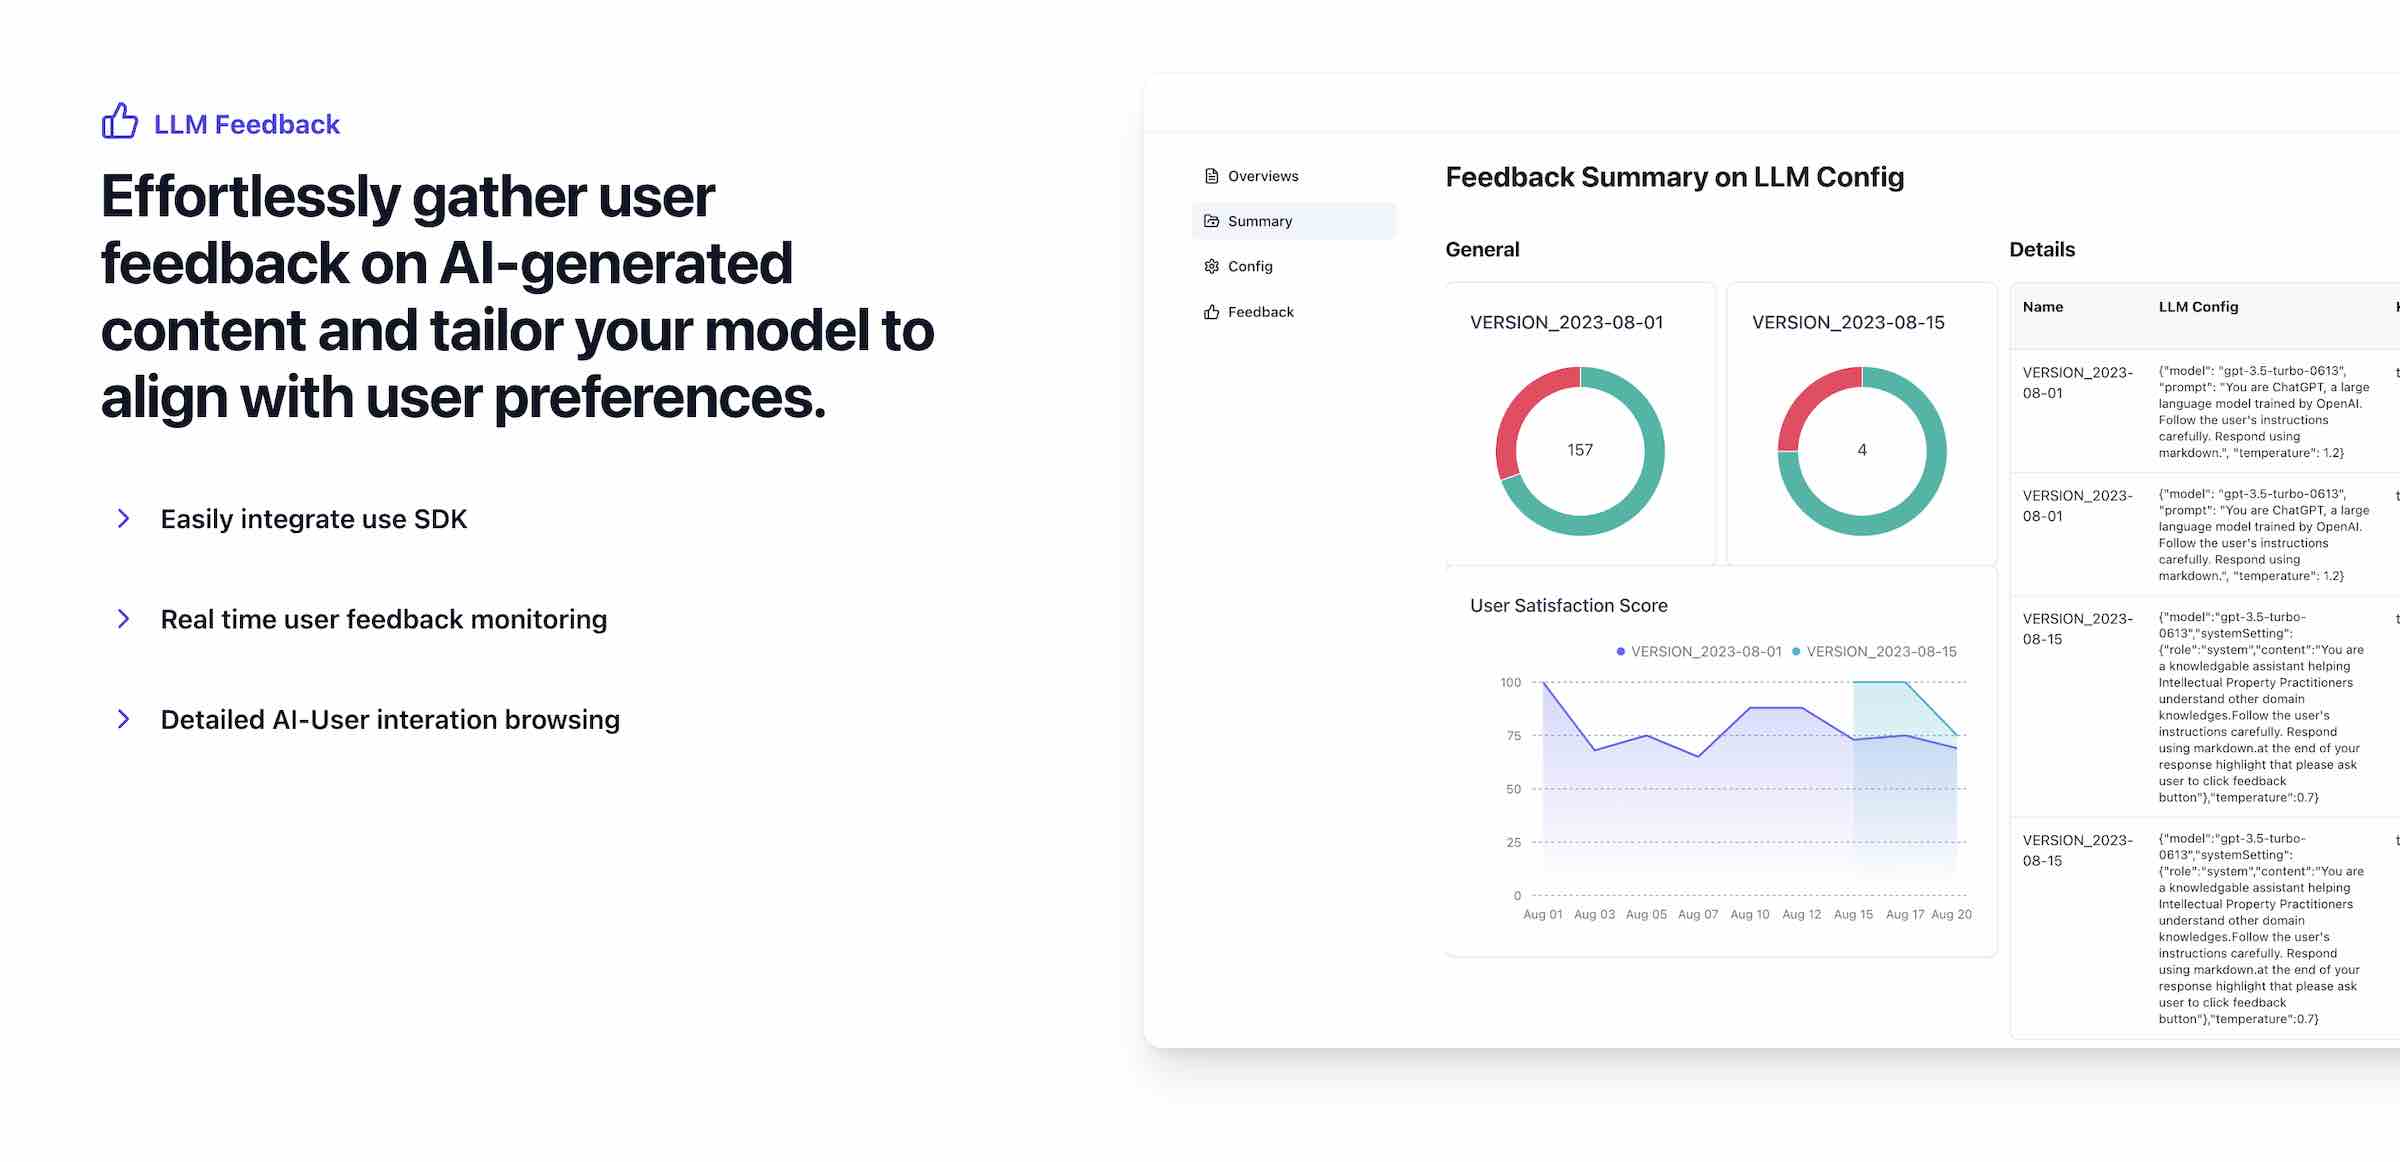 LLM Feedback
Effortlessly gather user
feedback on AI-generated
content and tailor your model to
align with user preferences.
Easily integrate use SDK
Real time user feedback monitoring
Detailed AI-User interation browsing
Overviews
Summary
Config
Feedback
Feedback Summary on LLM Config
General
VERSION_2023-08-01
157
VERSION_2023-08-15
4
User Satisfaction Score
VERSION_2023-08-01 VERSION_2023-08-15
100
75
50
25
0
Aug 01 Aug 03 Aug 05 Aug 07 Aug 10 Aug 12 Aug 15 Aug 17 Aug 20
Details
Name LLM Config
VERSION_2023-
08-01
{"model": "gpt-3.5-turbo-0613",
"prompt": "You are ChatGPT, a large
language model trained by OpenAI.
Follow the user's instructions
carefully. Respond using
markdown.", "temperature": 1.2}
VERSION_2023-
08-01
{"model": "gpt-3.5-turbo-0613",
"prompt": "You are ChatGPT, a large
language model trained by OpenAI.
Follow the user's instructions
carefully. Respond using
markdown.", "temperature": 1.2}
VERSION_2023-
08-15
{"model":"gpt-3.5-turbo-
0613","systemSetting":
{"role":"system","content":"You are
a knowledgable assistant helping
Intellectual Property Practitioners
understand other domain
knowledges.Follow the user's
instructions carefully. Respond
using markdown.at the end of your
response highlight that please ask
user to click feedback
button"},"temperature":0.7}
VERSION_2023-
08-15
{"model":"gpt-3.5-turbo-
0613","systemSetting":
{"role":"system","content":"You are
a knowledgable assistant helping
Intellectual Property Practitioners
understand other domain
knowledges.Follow the user's
instructions carefully. Respond
using markdown.at the end of your
response highlight that please ask
user to click feedback
button"},"temperature":0.7}